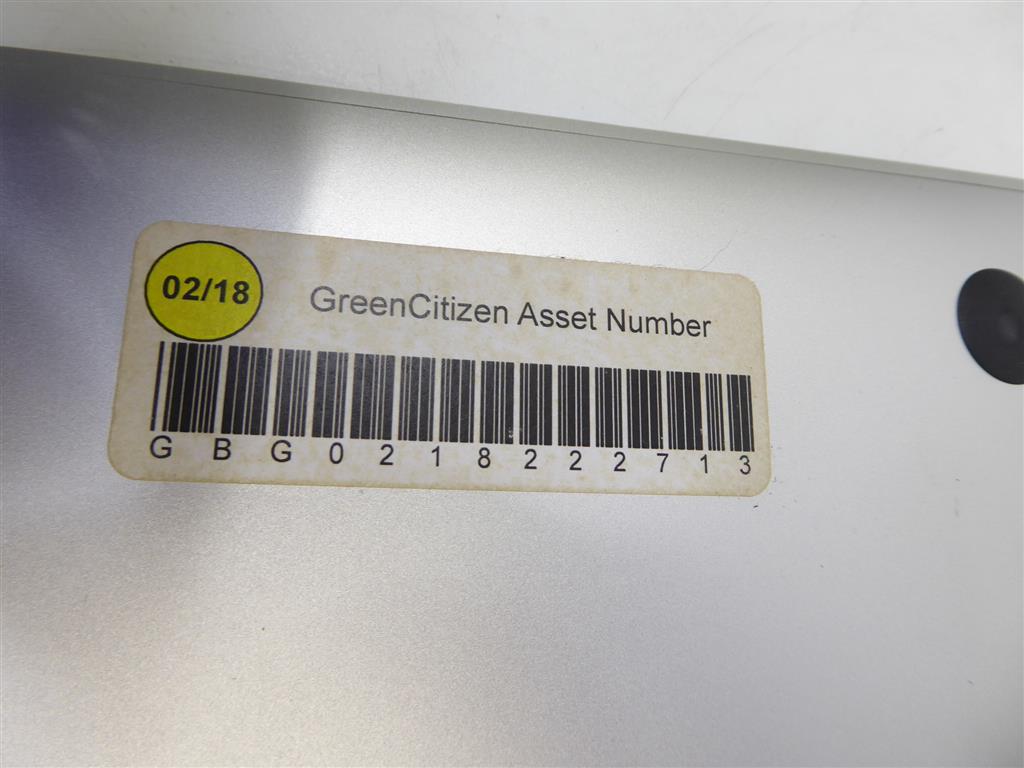 02/18
GreenCitizen Asset Number
GBG0218222713